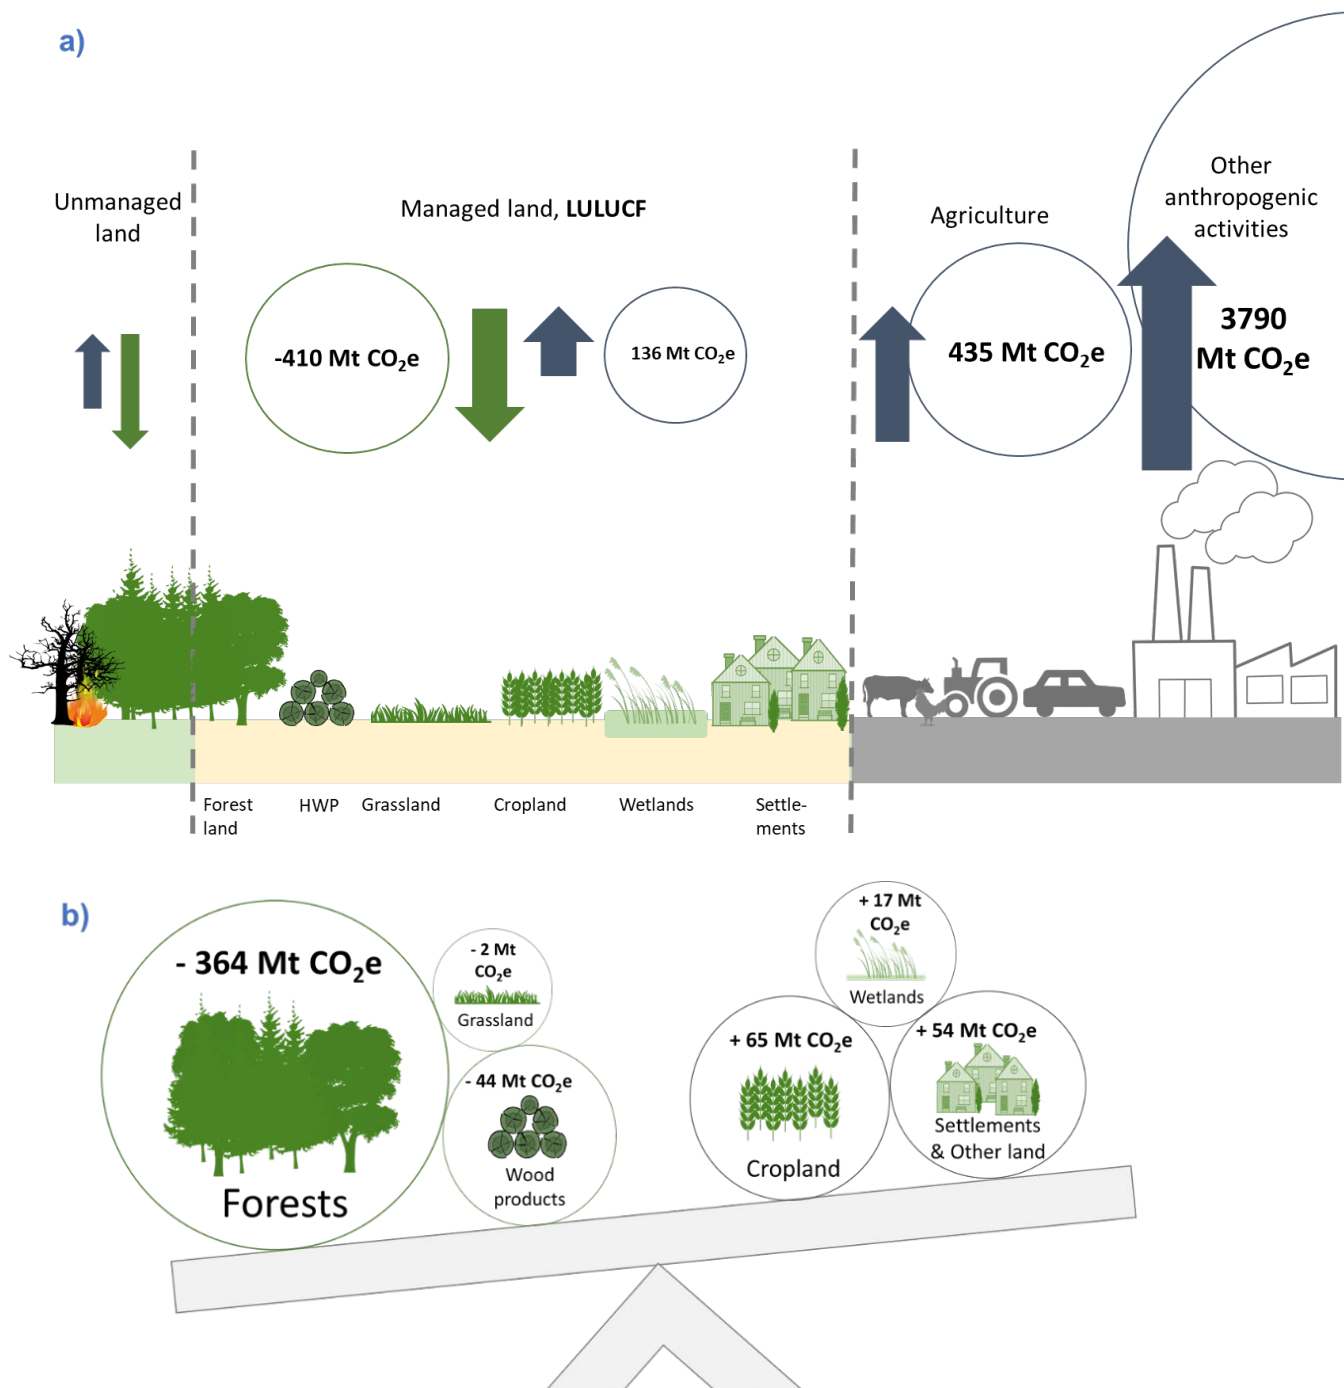 a)
Unmanaged
land
Managed land, LULUCF
Agriculture
Other
anthropogenic
activities
-410 Mt CO₂e
136 Mt CO₂e
435 Mt CO₂e
3790
Mt CO₂e
Forest
land
HWP
Grassland
Cropland
Wetlands
Settle-
ments
b)
- 364 Mt CO₂e
Forests
- 2 Mt
CO₂e
Grassland
- 44 Mt CO₂e
Wood
products
+ 17 Mt
CO₂e
Wetlands
+ 65 Mt CO₂e
Cropland
+ 54 Mt CO₂e
Settlements
& Other land